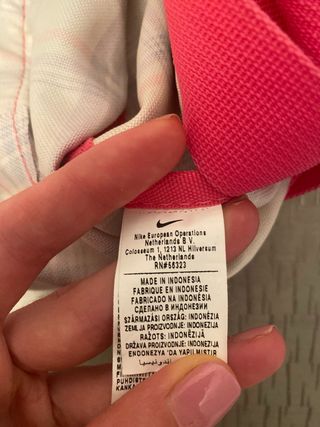 Nike European Operations
Netherlands B.V.
Colosseum 1, 1213 NL Hilversum
The Netherlands
RN#56323
MADE IN INDONESIA
FABRIQUE EN INDONESIE
FABRICADO NA INDONÉSIA
СДЕЛАНО В ИНДОНЕЗИИ
SZÁRMAZÁSI ORSZÁG: INDONÉZIA
ZEMLJA PROIZVODNJE: INDONEZIJA
DRŽAVA PROIZVODNJE: INDONEZIJA
RAŽOTS: INDONĒZIJĀ
ENDONEZYA 'DA YAPILMIŞTIR